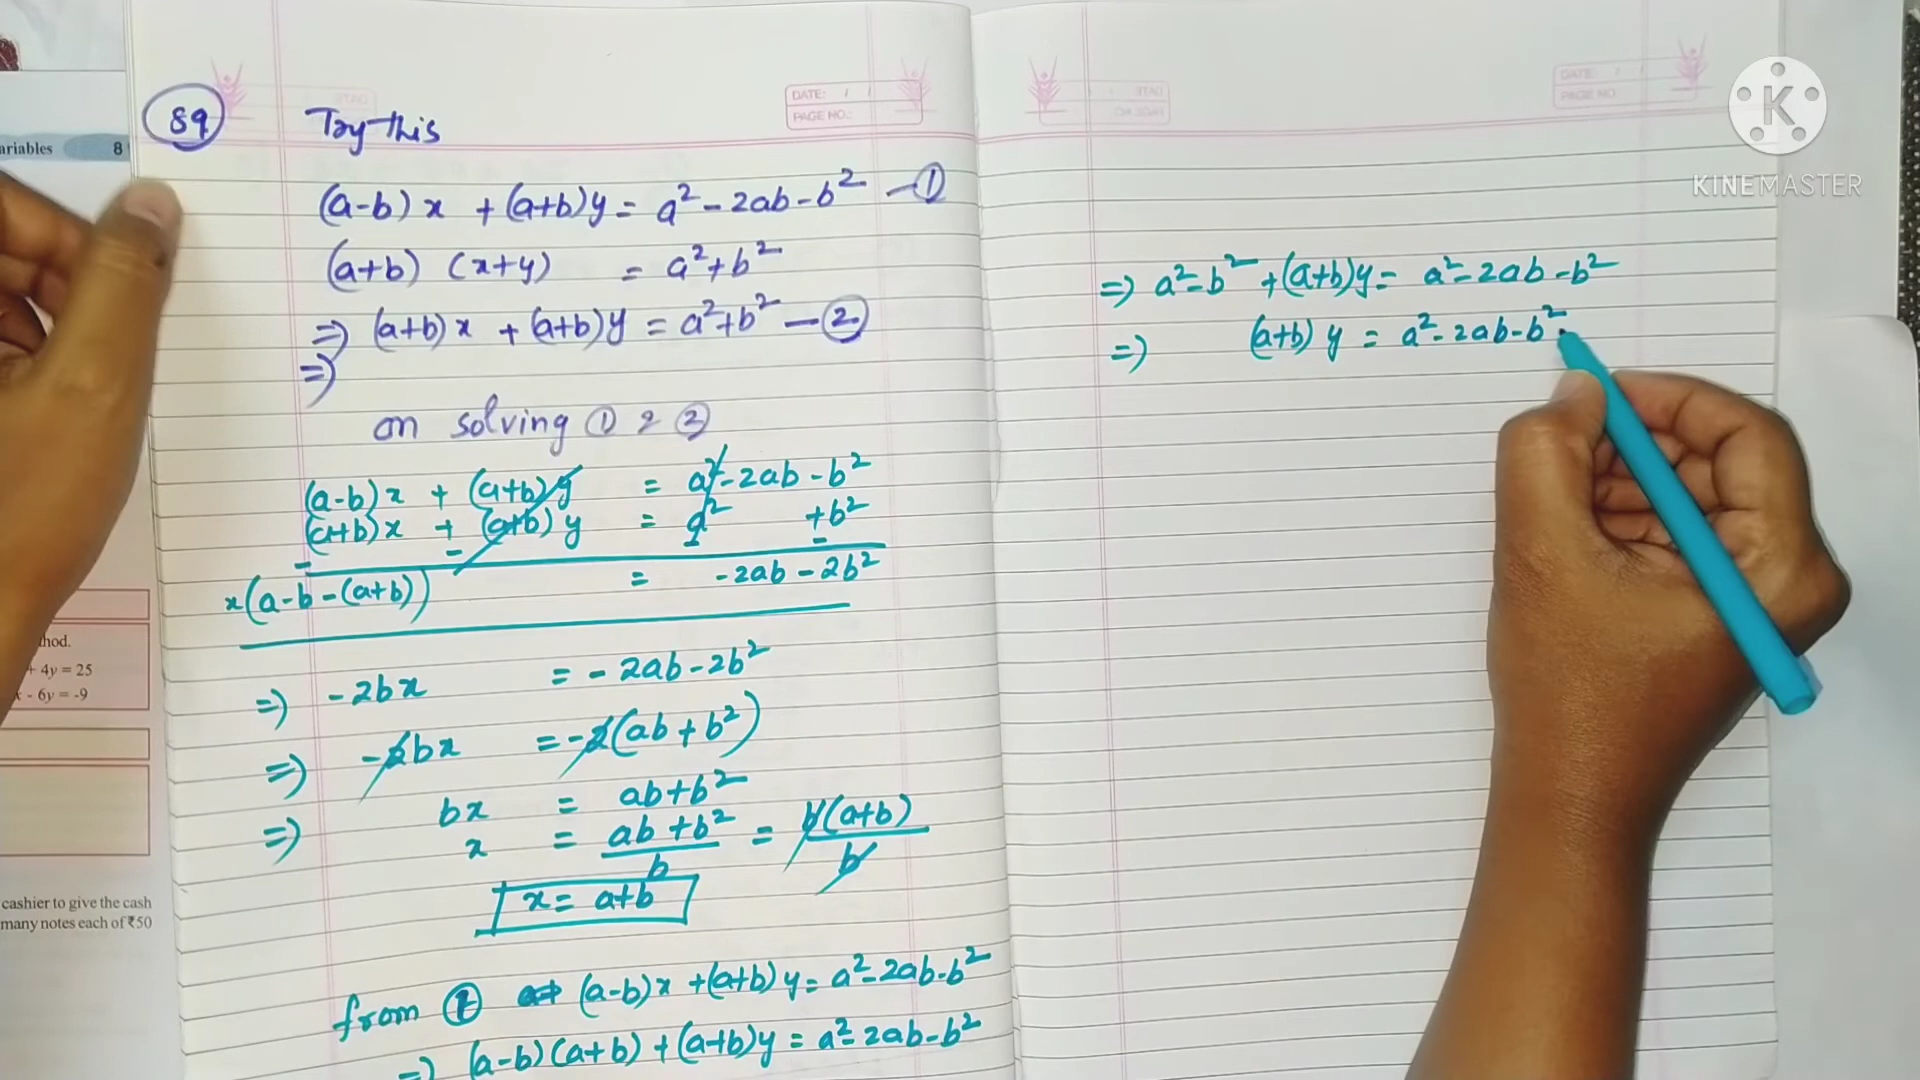 ariables 8
89 Try this
DATE: / /
PAGE NO.:
(a-b)x + (a+b)y = a²-2ab-b² —①
(a+b) (x+y) = a²+b²
⇒ (a+b)x + (a+b)y = a²+b² —②
⇒
on solving ① & ②
(a-b)x + (a+b)y = a²-2ab-b²
(a+b)x + (a+b)y = a² +b²
- - - -
x(a-b-(a+b)) = -2ab-2b²
⇒ -2bx = -2ab-2b²
⇒ -2bx = -2(ab+b²)
bx = ab+b²
⇒ x = ab+b²/b = b(a+b)/b
x = a+b
from ① ⇒ (a-b)x+(a+b)y = a²-2ab-b²
⇒ (a-b)(a+b)+(a+b)y = a²-2ab-b²
hod.
+ 4y = 25
- 6y = -9
cashier to give the cash
many notes each of ₹50
DATE: / /
PAGE NO.
⇒ a²-b²+(a+b)y = a²-2ab-b²
⇒ (a+b)y = a²-2ab-b²
K
KINEMASTER